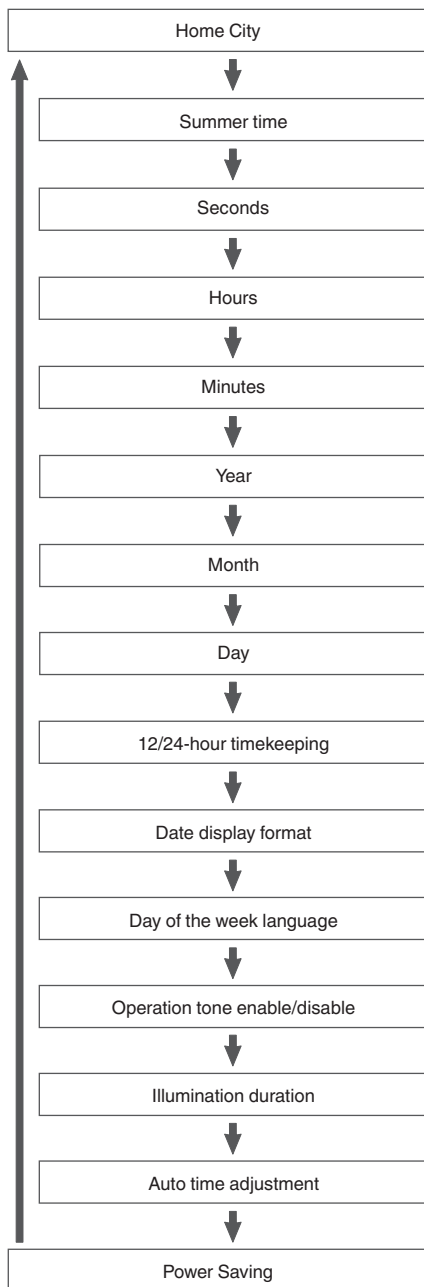 Home City
Summer time
Seconds
Hours
Minutes
Year
Month
Day
12/24-hour timekeeping
Date display format
Day of the week language
Operation tone enable/disable
Illumination duration
Auto time adjustment
Power Saving